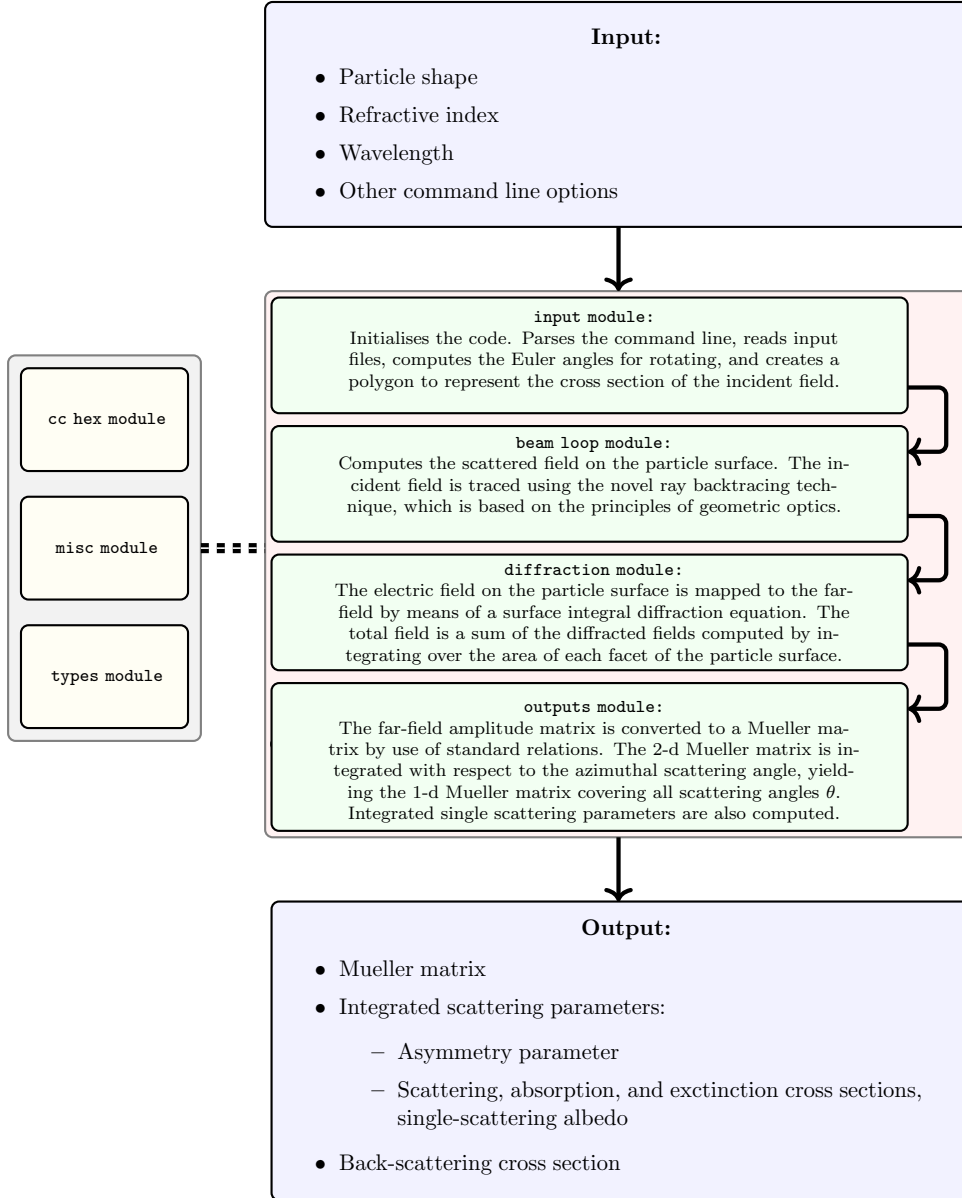 Input:
• Particle shape
• Refractive index
• Wavelength
• Other command line options
input module:
Initialises the code. Parses the command line, reads input
files, computes the Euler angles for rotating, and creates a
polygon to represent the cross section of the incident field.
cc hex module
beam loop module:
Computes the scattered field on the particle surface. The in-
cident field is traced using the novel ray backtracing tech-
nique, which is based on the principles of geometric optics.
misc module
diffraction module:
The electric field on the particle surface is mapped to the far-
field by means of a surface integral diffraction equation. The
total field is a sum of the diffracted fields computed by in-
tegrating over the area of each facet of the particle surface.
types module
outputs module:
The far-field amplitude matrix is converted to a Mueller ma-
trix by use of standard relations. The 2-d Mueller matrix is in-
tegrated with respect to the azimuthal scattering angle, yield-
ing the 1-d Mueller matrix covering all scattering angles θ.
Integrated single scattering parameters are also computed.
Output:
• Mueller matrix
• Integrated scattering parameters:
– Asymmetry parameter
– Scattering, absorption, and exctinction cross sections,
single-scattering albedo
• Back-scattering cross section